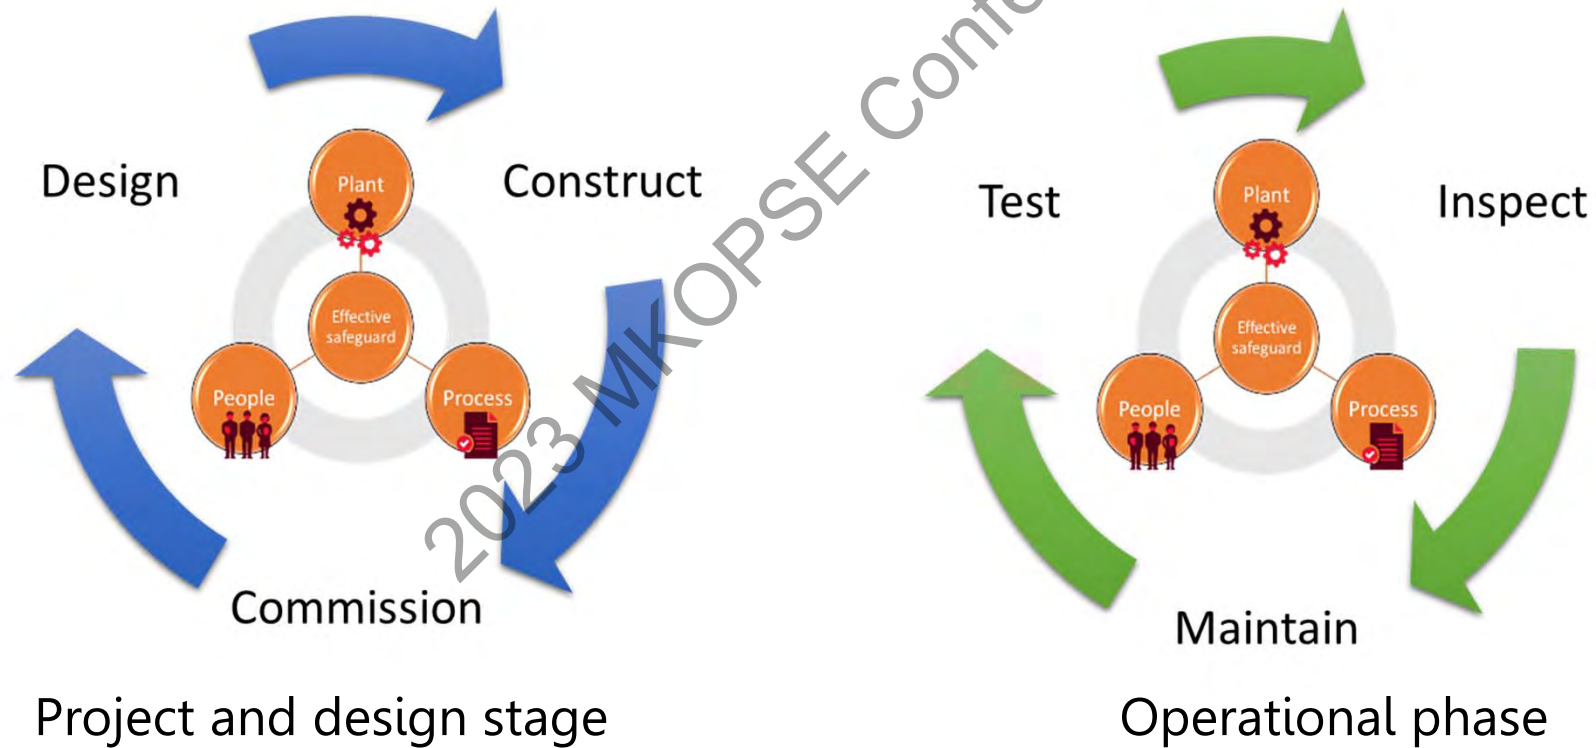 Design
Construct
Commission
Plant
Effective
safeguard
People
Process
Project and design stage
Test
Inspect
Maintain
Plant
Effective
safeguard
People
Process
Operational phase
2023 MKOPSE